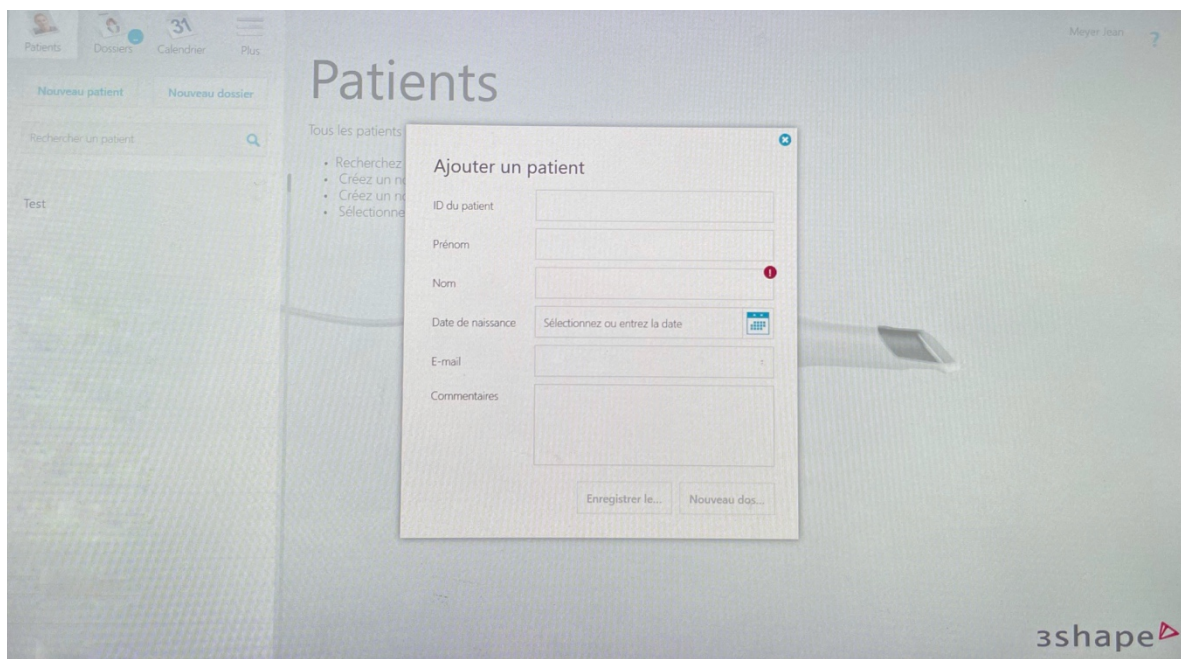 Patients
Dossiers
31
Calendrier
Plus
Meyer Jean
?
Nouveau patient
Nouveau dossier
Patients
Rechercher un patient
Tous les patients
• Recherchez
• Créez un no
• Créez un no
• Sélectionne
Test
Ajouter un patient
ID du patient
Prénom
Nom
!
Date de naissance
Sélectionnez ou entrez la date
E-mail
Commentaires
Enregistrer le...
Nouveau dos...
3shape